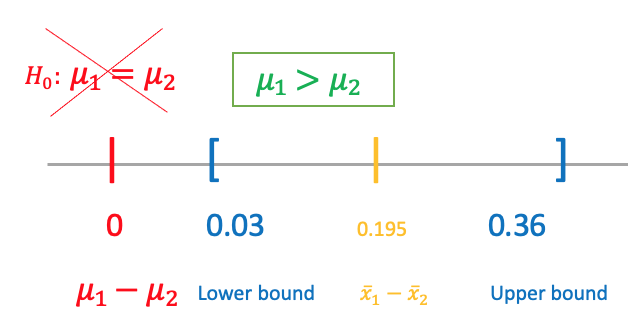 H₀: μ₁ = μ₂
μ₁ > μ₂
[ ]
0 0.03 0.195 0.36
μ₁ − μ₂ Lower bound x̄₁ − x̄₂ Upper bound